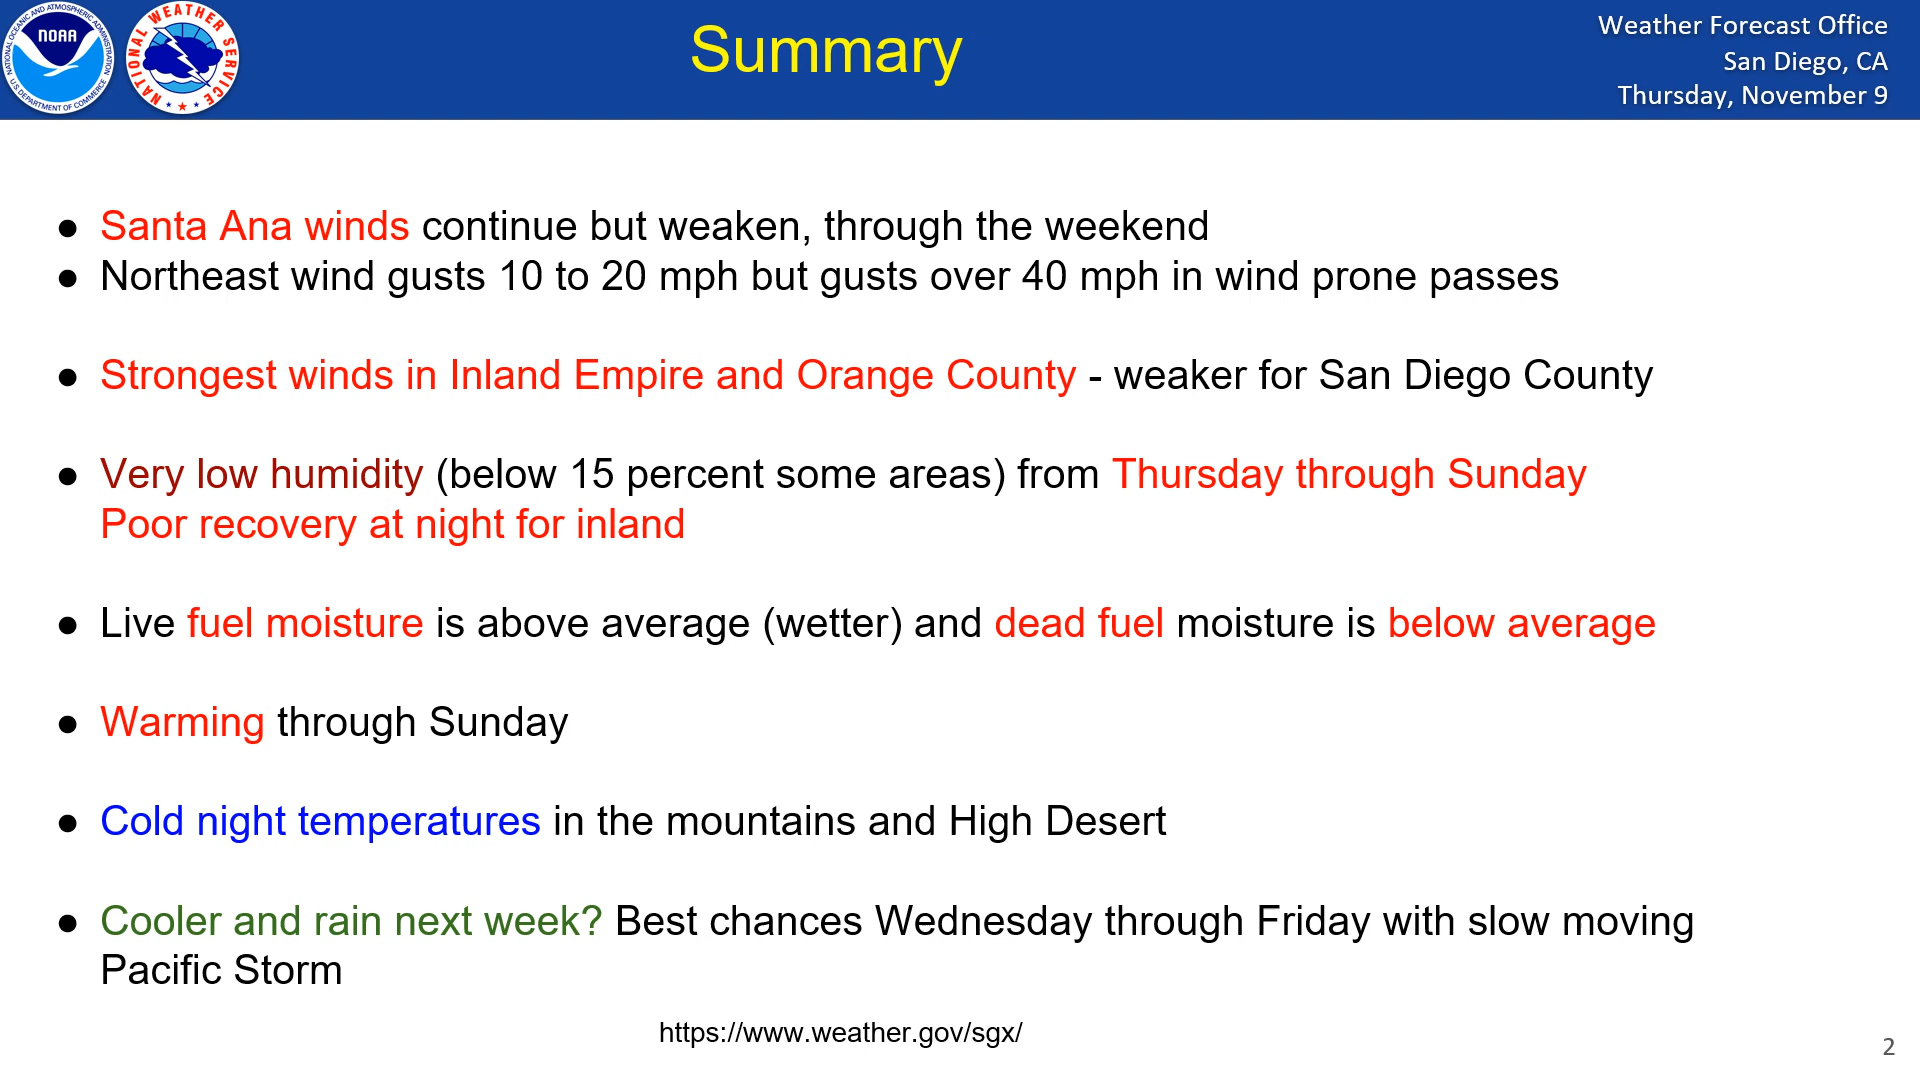 NATIONAL OCEANIC AND ATMOSPHERIC ADMINISTRATION
NOAA
U.S. DEPARTMENT OF COMMERCE
NATIONAL WEATHER SERVICE
Summary
Weather Forecast Office
San Diego, CA
Thursday, November 9
● Santa Ana winds continue but weaken, through the weekend
● Northeast wind gusts 10 to 20 mph but gusts over 40 mph in wind prone passes
● Strongest winds in Inland Empire and Orange County - weaker for San Diego County
● Very low humidity (below 15 percent some areas) from Thursday through Sunday
Poor recovery at night for inland
● Live fuel moisture is above average (wetter) and dead fuel moisture is below average
● Warming through Sunday
● Cold night temperatures in the mountains and High Desert
● Cooler and rain next week? Best chances Wednesday through Friday with slow moving
Pacific Storm
https://www.weather.gov/sgx/
2